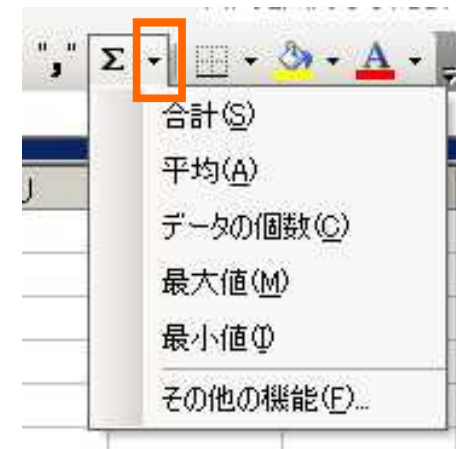 "," Σ A
合計(S)
平均(A)
データの個数(C)
最大値(M)
最小値(I)
その他の機能(F)...